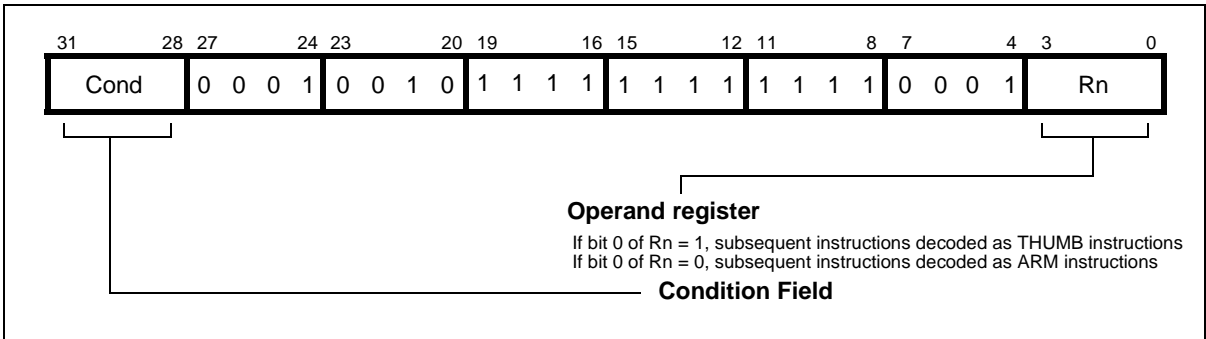 31 28 27 24 23 20 19 16 15 12 11 8 7 4 3 0
Cond 0 0 0 1 0 0 1 0 1 1 1 1 1 1 1 1 1 1 1 1 0 0 0 1 Rn
Operand register
If bit 0 of Rn = 1, subsequent instructions decoded as THUMB instructions
If bit 0 of Rn = 0, subsequent instructions decoded as ARM instructions
Condition Field